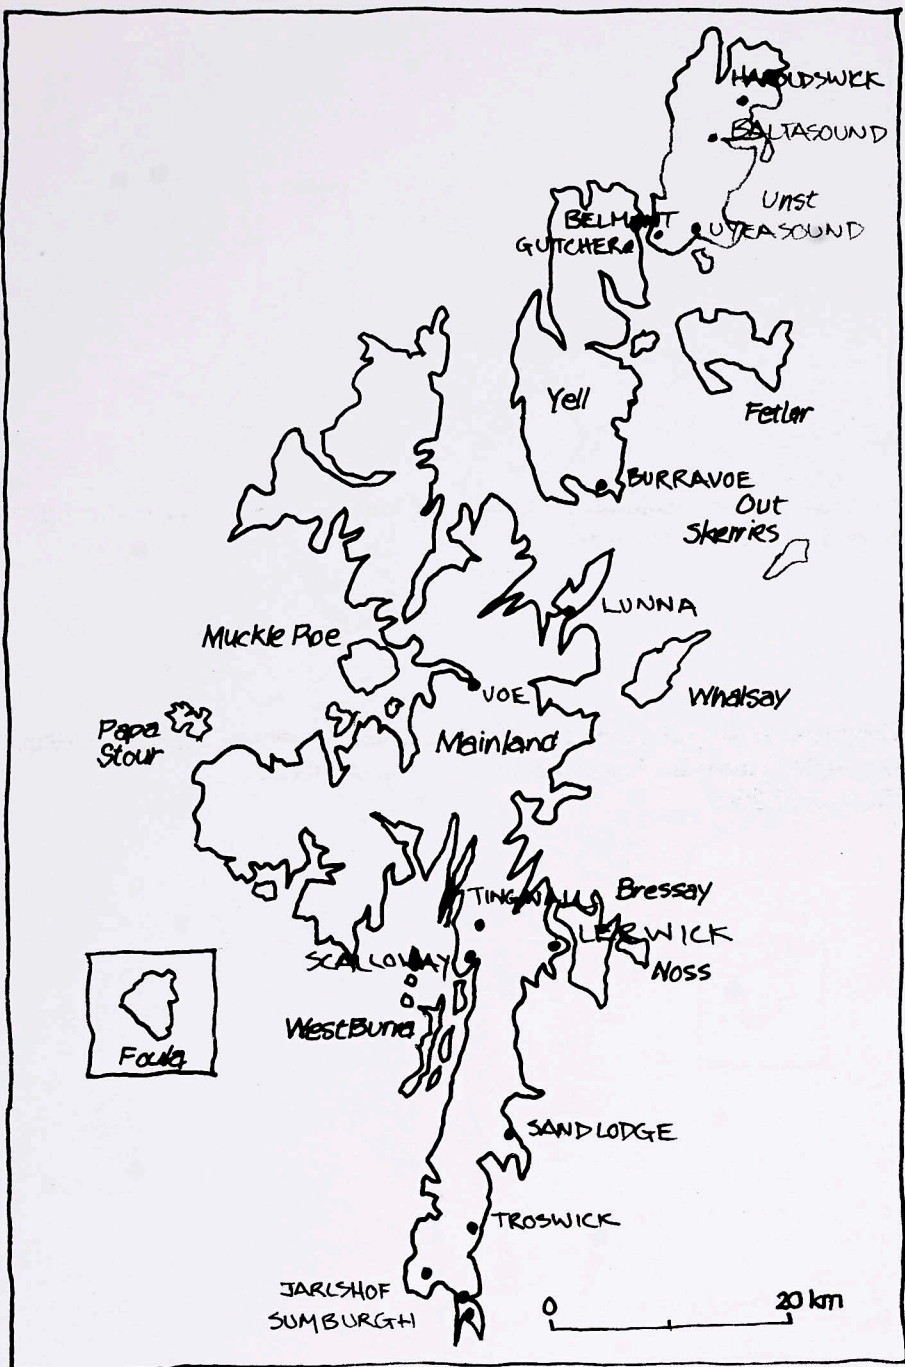 HAROLDSWICK
BALTASOUND
Unst
BELMONT
UYEASOUND
GUTCHER
Yell
Fetlar
BURRAVOE
Out
Skerries
LUNNA
Muckle Roe
VOE
Whalsay
Papa
Stour
Mainland
TINGWALL
Bressay
LERWICK
SCALLOWAY
Noss
West Burra
Foula
SANDLODGE
TROSWICK
JARLSHOF
SUMBURGH
0 20 km